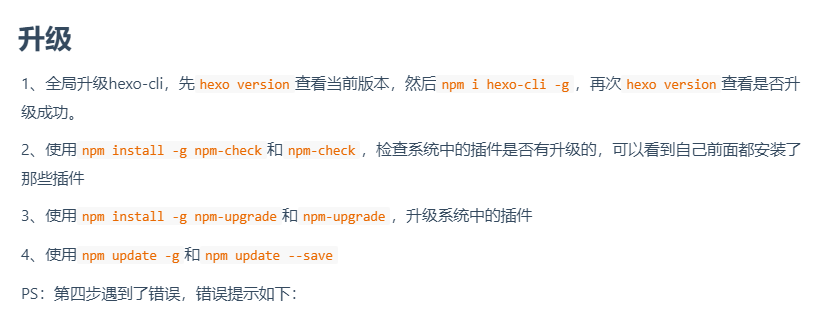 升级
1、全局升级hexo-cli，先 hexo version 查看当前版本，然后 npm i hexo-cli -g ，再次 hexo version 查看是否升
级成功。
2、使用 npm install -g npm-check 和 npm-check ，检查系统中的插件是否有升级的，可以看到自己前面都安装了
那些插件
3、使用 npm install -g npm-upgrade 和 npm-upgrade ，升级系统中的插件
4、使用 npm update -g 和 npm update --save
PS：第四步遇到了错误，错误提示如下：